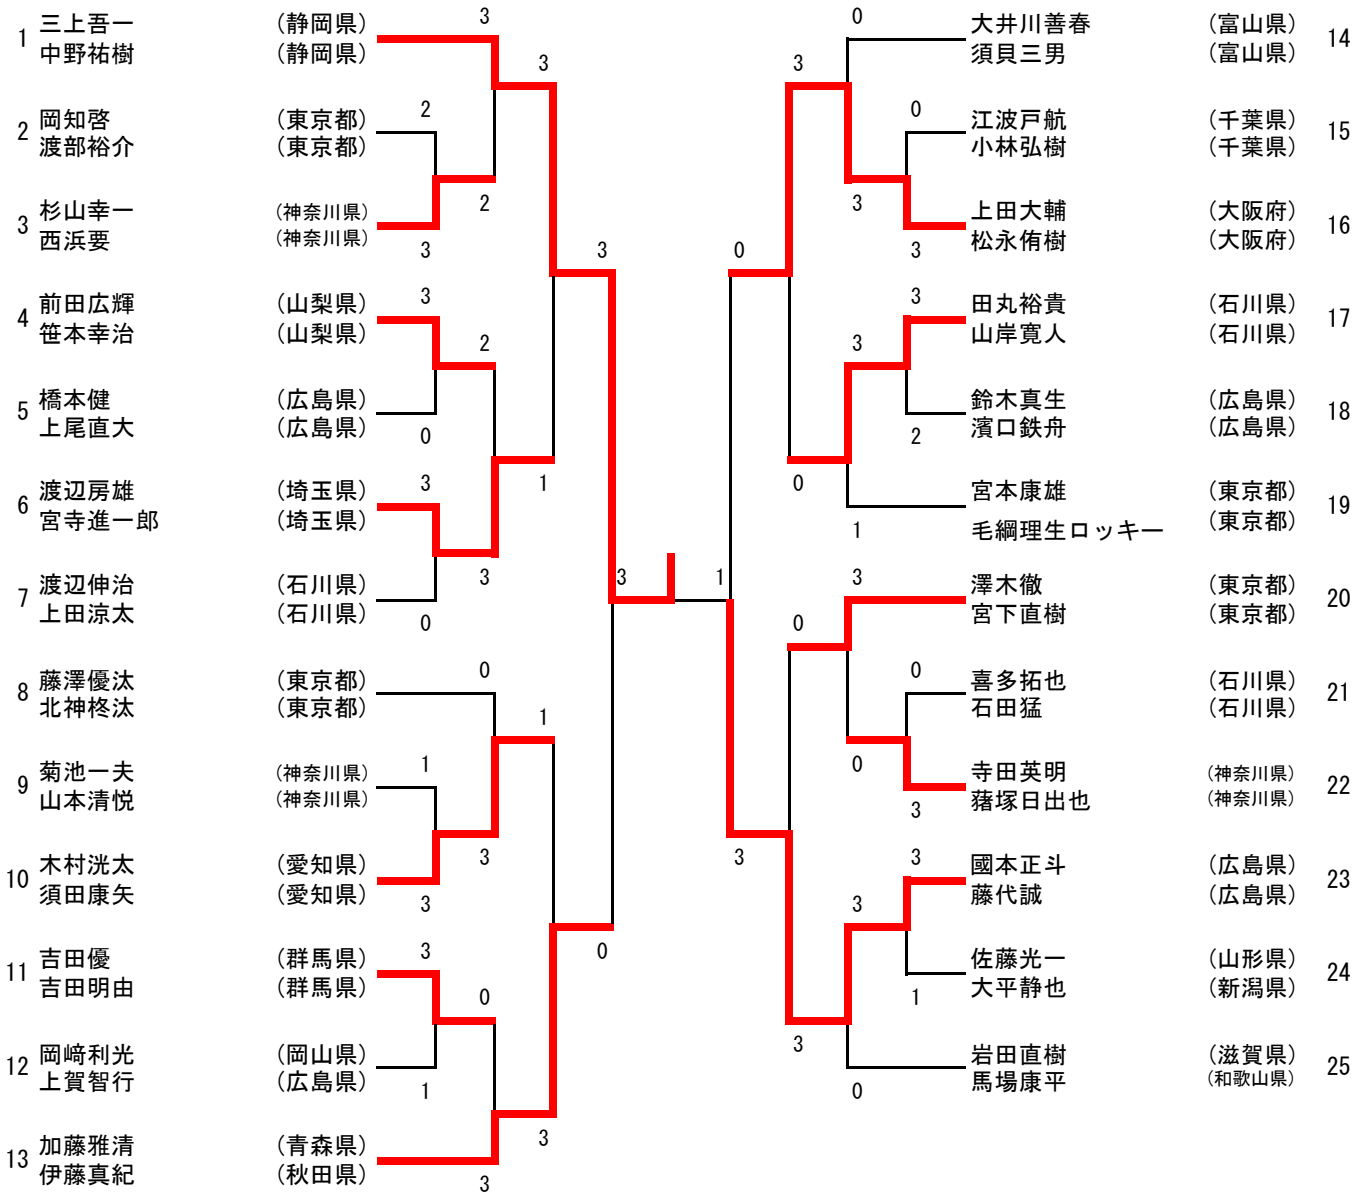 1 三上吾一 (静岡県)
中野祐樹 (静岡県)
3
3
2 岡知啓 (東京都)
渡部裕介 (東京都)
2
2
3 杉山幸一 (神奈川県)
西浜要 (神奈川県)
3
3
4 前田広輝 (山梨県)
笹本幸治 (山梨県)
3
2
5 橋本健 (広島県)
上尾直大 (広島県)
0
1
6 渡辺房雄 (埼玉県)
宮寺進一郎 (埼玉県)
3
3
7 渡辺伸治 (石川県)
上田涼太 (石川県)
0
3
8 藤澤優汰 (東京都)
北神柊汰 (東京都)
0
1
9 菊池一夫 (神奈川県)
山本清悦 (神奈川県)
1
3
10 木村洸太 (愛知県)
須田康矢 (愛知県)
3
0
11 吉田優 (群馬県)
吉田明由 (群馬県)
3
0
12 岡﨑利光 (岡山県)
上賀智行 (広島県)
1
3
13 加藤雅清 (青森県)
伊藤真紀 (秋田県)
3
0
3
大井川善春 (富山県) 14
須貝三男 (富山県)
0
江波戸航 (千葉県) 15
小林弘樹 (千葉県)
3
上田大輔 (大阪府) 16
松永侑樹 (大阪府)
3
0
3
田丸裕貴 (石川県) 17
山岸寛人 (石川県)
3
鈴木真生 (広島県) 18
濱口鉄舟 (広島県)
2
0
宮本康雄 (東京都) 19
毛綱理生ロッキー (東京都)
1
1
3
澤木徹 (東京都) 20
宮下直樹 (東京都)
0
0
喜多拓也 (石川県) 21
石田猛 (石川県)
0
寺田英明 (神奈川県) 22
藷塚日出也 (神奈川県)
3
3
3
國本正斗 (広島県) 23
藤代誠 (広島県)
3
佐藤光一 (山形県) 24
大平静也 (新潟県)
1
3
岩田直樹 (滋賀県) 25
馬場康平 (和歌山県)
0